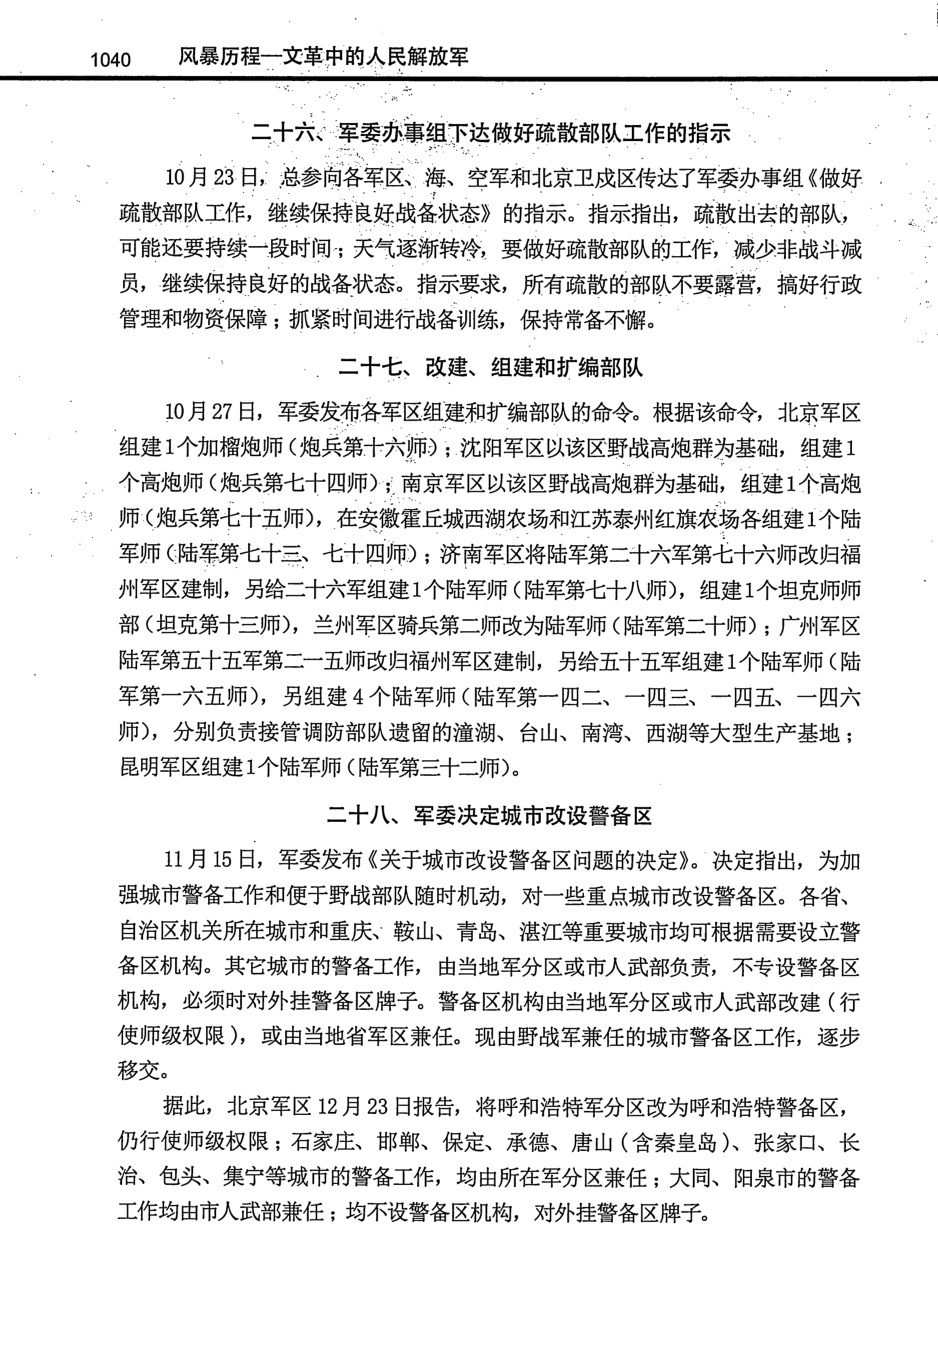 1040 风暴历程—文革中的人民解放军
二十六、军委办事组下达做好疏散部队工作的指示
10月23日，总参向各军区、海、空军和北京卫戍区传达了军委办事组《做好
疏散部队工作，继续保持良好战备状态》的指示。指示指出，疏散出去的部队，
可能还要持续一段时间；天气逐渐转冷，要做好疏散部队的工作，减少非战斗减
员，继续保持良好的战备状态。指示要求，所有疏散的部队不要露营，搞好行政
管理和物资保障；抓紧时间进行战备训练，保持常备不懈。
二十七、改建、组建和扩编部队
10月27日，军委发布各军区组建和扩编部队的命令。根据该命令，北京军区
组建1个加榴炮师（炮兵第十六师）；沈阳军区以该区野战高炮群为基础，组建1
个高炮师（炮兵第七十四师）；南京军区以该区野战高炮群为基础，组建1个高炮
师（炮兵第七十五师），在安徽霍丘城西湖农场和江苏泰州红旗农场各组建1个陆
军师（陆军第七十三、七十四师）；济南军区将陆军第二十六军第七十六师改归福
州军区建制，另给二十六军组建1个陆军师（陆军第七十八师），组建1个坦克师师
部（坦克第十三师），兰州军区骑兵第二师改为陆军师（陆军第二十师）；广州军区
陆军第五十五军第二一五师改归福州军区建制，另给五十五军组建1个陆军师（陆
军第一六五师），另组建4个陆军师（陆军第一四二、一四三、一四五、一四六
师），分别负责接管调防部队遗留的潼湖、台山、南湾、西湖等大型生产基地；
昆明军区组建1个陆军师（陆军第三十二师）。
二十八、军委决定城市改设警备区
11月15日，军委发布《关于城市改设警备区问题的决定》。决定指出，为加
强城市警备工作和便于野战部队随时机动，对一些重点城市改设警备区。各省、
自治区机关所在城市和重庆、鞍山、青岛、湛江等重要城市均可根据需要设立警
备区机构。其它城市的警备工作，由当地军分区或市人武部负责，不专设警备区
机构，必须时对外挂警备区牌子。警备区机构由当地军分区或市人武部改建（行
使师级权限），或由当地省军区兼任。现由野战军兼任的城市警备区工作，逐步
移交。
据此，北京军区12月23日报告，将呼和浩特军分区改为呼和浩特警备区，
仍行使师级权限；石家庄、邯郸、保定、承德、唐山（含秦皇岛）、张家口、长
治、包头、集宁等城市的警备工作，均由所在军分区兼任；大同、阳泉市的警备
工作均由市人武部兼任；均不设警备区机构，对外挂警备区牌子。